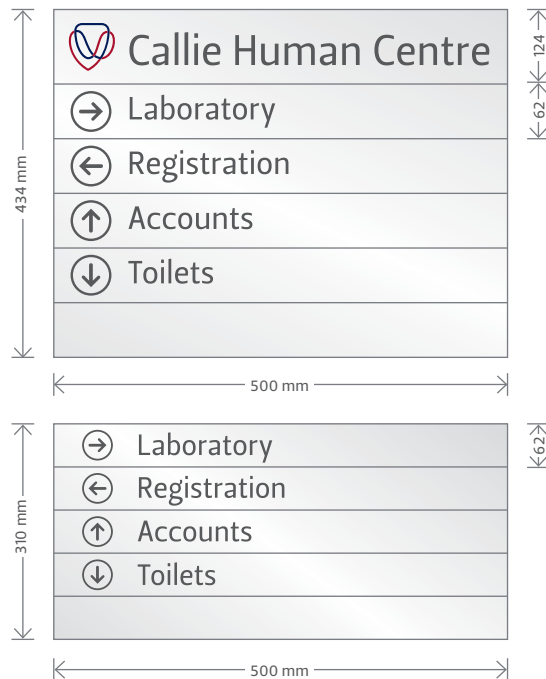 Callie Human Centre
124
Laboratory
62
Registration
434 mm
Accounts
Toilets
500 mm
Laboratory
62
Registration
310 mm
Accounts
Toilets
500 mm